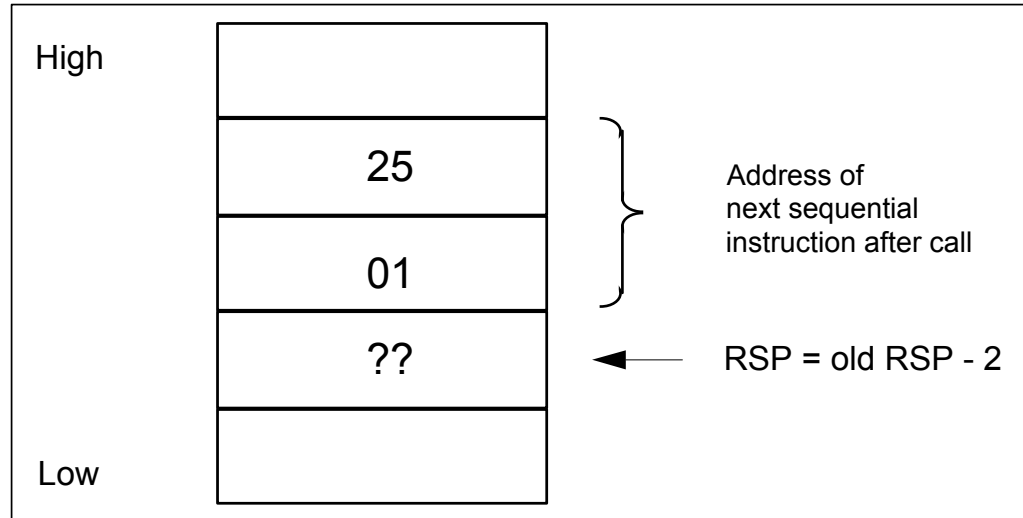 High
25
Address of
next sequential
instruction after call
01
??
RSP = old RSP - 2
Low